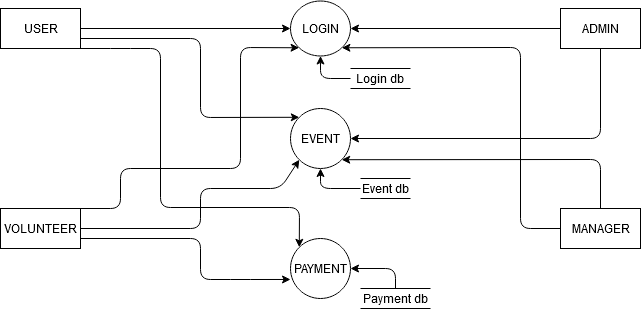 USER
LOGIN
ADMIN
Login db
EVENT
Event db
VOLUNTEER
MANAGER
PAYMENT
Payment db